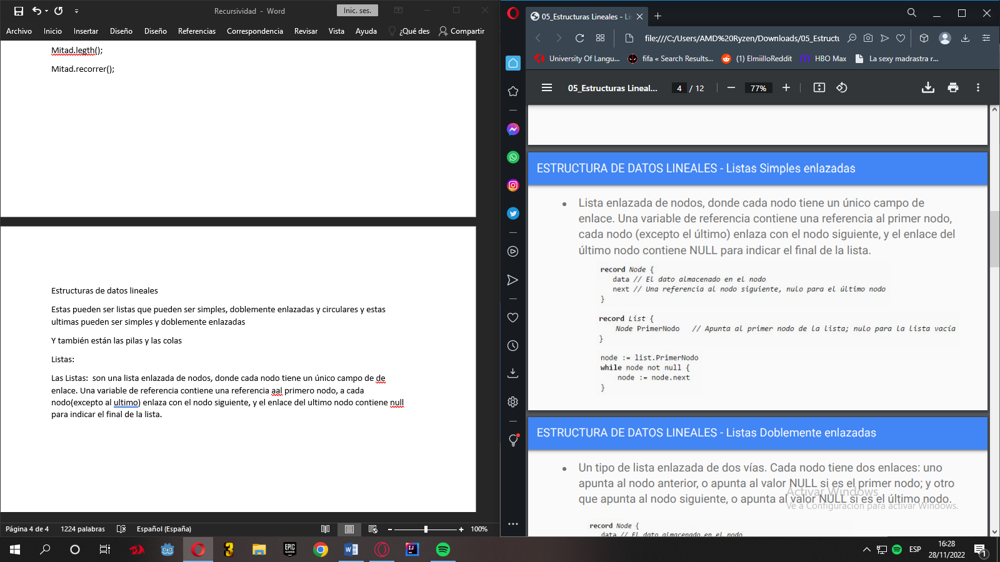 Recursividad - Word
Inic. ses.
Archivo Inicio Insertar Diseño Diseño Referencias Correspondencia Revisar Vista Ayuda ¿Qué des Compartir
Mitad.legth();
Mitad.recorrer();
Estructuras de datos lineales
Estas pueden ser listas que pueden ser simples, doblemente enlazadas y circulares y estas
ultimas pueden ser simples y doblemente enlazadas
Y también están las pilas y las colas
Listas:
Las Listas: son una lista enlazada de nodos, donde cada nodo tiene un único campo de de
enlace. Una variable de referencia contiene una referencia aal primero nodo, a cada
nodo(excepto al ultimo) enlaza con el nodo siguiente, y el enlace del ultimo nodo contiene null
para indicar el final de la lista.
Página 4 de 4 1224 palabras Español (España) 100%
05_Estructuras Lineales - Li
file:///C:/Users/AMD%20Ryzen/Downloads/05_Estructu
University Of Langu... fifa « Search Results... (1) ElmiilloReddit HBO Max La sexy madrastra r...
05_Estructuras Lineal... 4 / 12 77%
ESTRUCTURA DE DATOS LINEALES - Listas Simples enlazadas
• Lista enlazada de nodos, donde cada nodo tiene un único campo de
enlace. Una variable de referencia contiene una referencia al primer nodo,
cada nodo (excepto el último) enlaza con el nodo siguiente, y el enlace del
último nodo contiene NULL para indicar el final de la lista.
record Node {
data // El dato almacenado en el nodo
next // Una referencia al nodo siguiente, nulo para el último nodo
}
record List {
Node PrimerNodo // Apunta al primer nodo de la lista; nulo para la lista vacía
}
node := list.PrimerNodo
while node not null {
node := node.next
}
ESTRUCTURA DE DATOS LINEALES - Listas Doblemente enlazadas
• Un tipo de lista enlazada de dos vías. Cada nodo tiene dos enlaces: uno
apunta al nodo anterior, o apunta al valor NULL si es el primer nodo; y otro
que apunta al nodo siguiente, o apunta al valor NULL si es el último nodo.
Activar Windows
Ve a Configuración para activar Windows.
record Node {
data // El dato almacenado en el nodo
3
EPIC
GAMES
W
IJ
ESP
16:28
28/11/2022
1